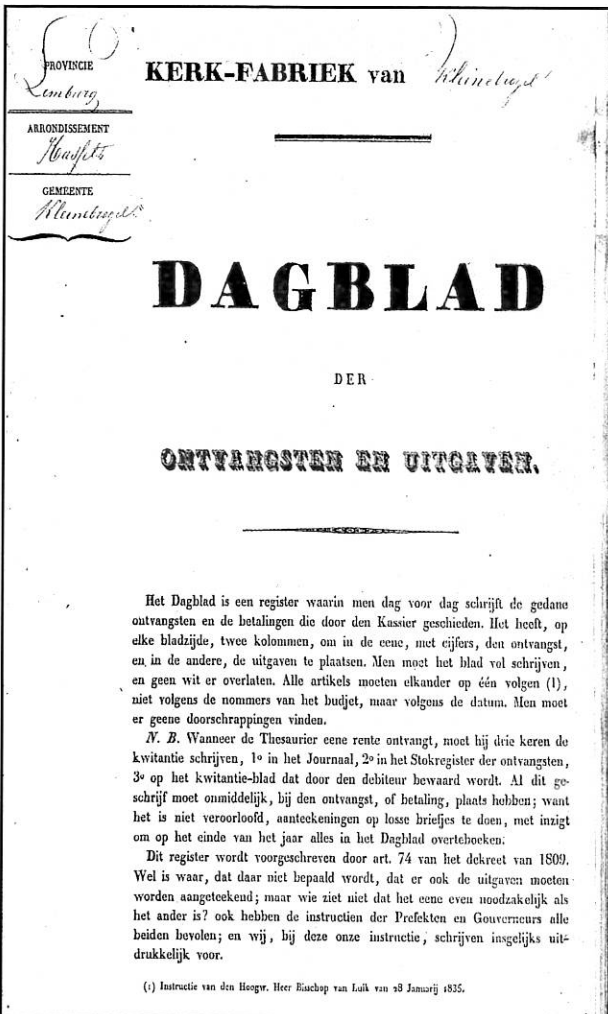 PROVINCIE
Limburg
KERK-FABRIEK van Kleinebrogel
ARRONDISSEMENT
Hasselt
GEMEENTE
Kleinebrogel
DAGBLAD
DER
ONTVANGSTEN EN UITGAVEN.
Het Dagblad is een register waarin men dag voor dag schrijft de gedane
ontvangsten en de betalingen die door den Kassier geschieden. Het heeft, op
elke bladzijde, twee kolommen, om in de eene, met cijfers, den ontvangst,
en in de andere, de uitgaven te plaatsen. Men moet het blad vol schrijven,
en geen wit er overlaten. Alle artikels moeten elkander op één volgen (1),
niet volgens de nommers van het budjet, maar volgens de datum. Men moet
er geene doorschrappingen vinden.
N. B. Wanneer de Thesaurier eene rente ontvangt, moet hij drie keren de
kwitantie schrijven, 1º in het Journaal, 2º in het Stokregister der ontvangsten,
3º op het kwitantie-blad dat door den debiteur bewaard wordt. Al dit ge-
schrijf moet onmiddelijk, bij den ontvangst, of betaling, plaats hebben; want
het is niet veroorloofd, aanteekeningen op losse briefjes te doen, met inzigt
om op het einde van het jaar alles in het Dagblad overteboeken.
Dit register wordt voorgeschreven door art. 74 van het dekreet van 1809.
Wel is waar, dat daar niet bepaald wordt, dat er ook de uitgaven moeten
worden aangeteekend; maar wie ziet niet dat het eene even noodzakelijk als
het ander is? ook hebben de instructien der Prefekten en Gouverneurs alle
beiden bevolen; en wij, bij deze onze instructie, schrijven insgelijks uit-
drukkelijk voor.
(1) Instructie van den Hoogw. Heer Bisschop van Luik van 28 Januarij 1835.